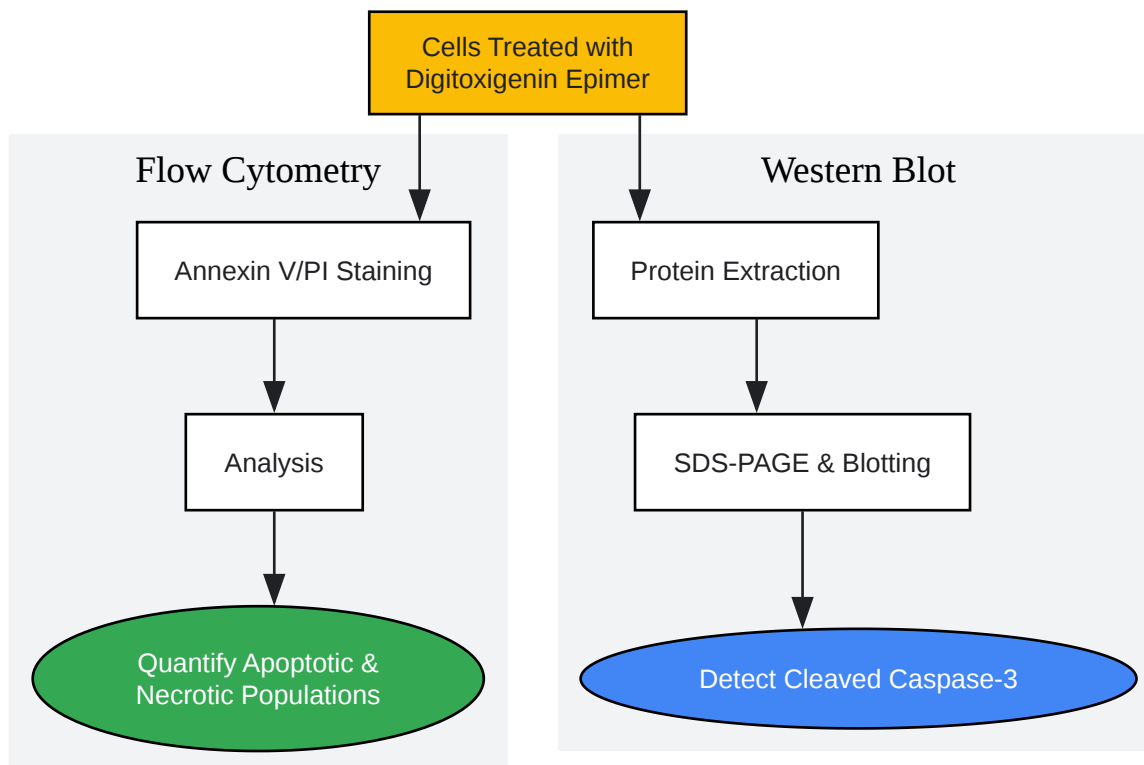 Cells Treated with
Digitoxigenin Epimer
Flow Cytometry
Annexin V/PI Staining
Analysis
Quantify Apoptotic &
Necrotic Populations
Western Blot
Protein Extraction
SDS-PAGE & Blotting
Detect Cleaved Caspase-3